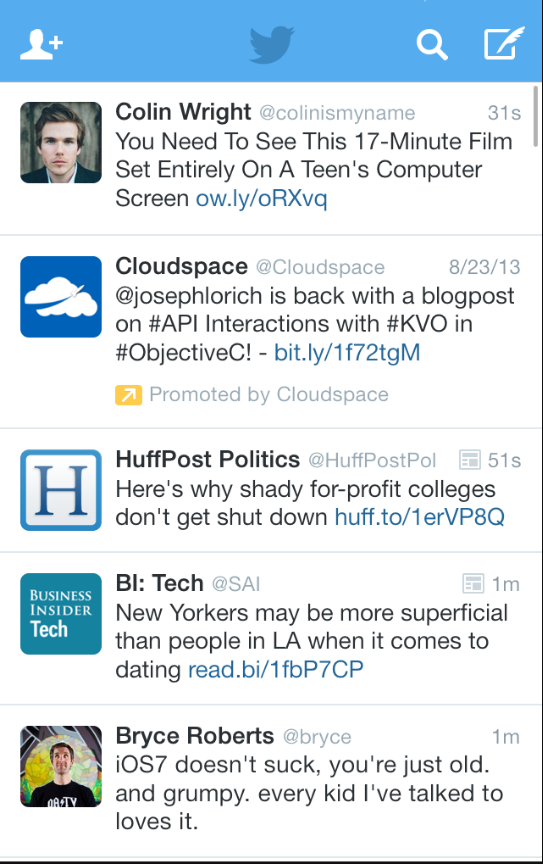 Colin Wright @colinismyname 31s
You Need To See This 17-Minute Film
Set Entirely On A Teen's Computer
Screen ow.ly/oRXvq
Cloudspace @Cloudspace 8/23/13
@josephlorich is back with a blogpost
on #API Interactions with #KVO in
#ObjectiveC! - bit.ly/1f72tgM
Promoted by Cloudspace
H
HuffPost Politics @HuffPostPol 51s
Here's why shady for-profit colleges
don't get shut down huff.to/1erVP8Q
BUSINESS
INSIDER
Tech
BI: Tech @SAI 1m
New Yorkers may be more superficial
than people in LA when it comes to
dating read.bi/1fbP7CP
Bryce Roberts @bryce 1m
iOS7 doesn't suck, you're just old.
and grumpy. every kid I've talked to
loves it.